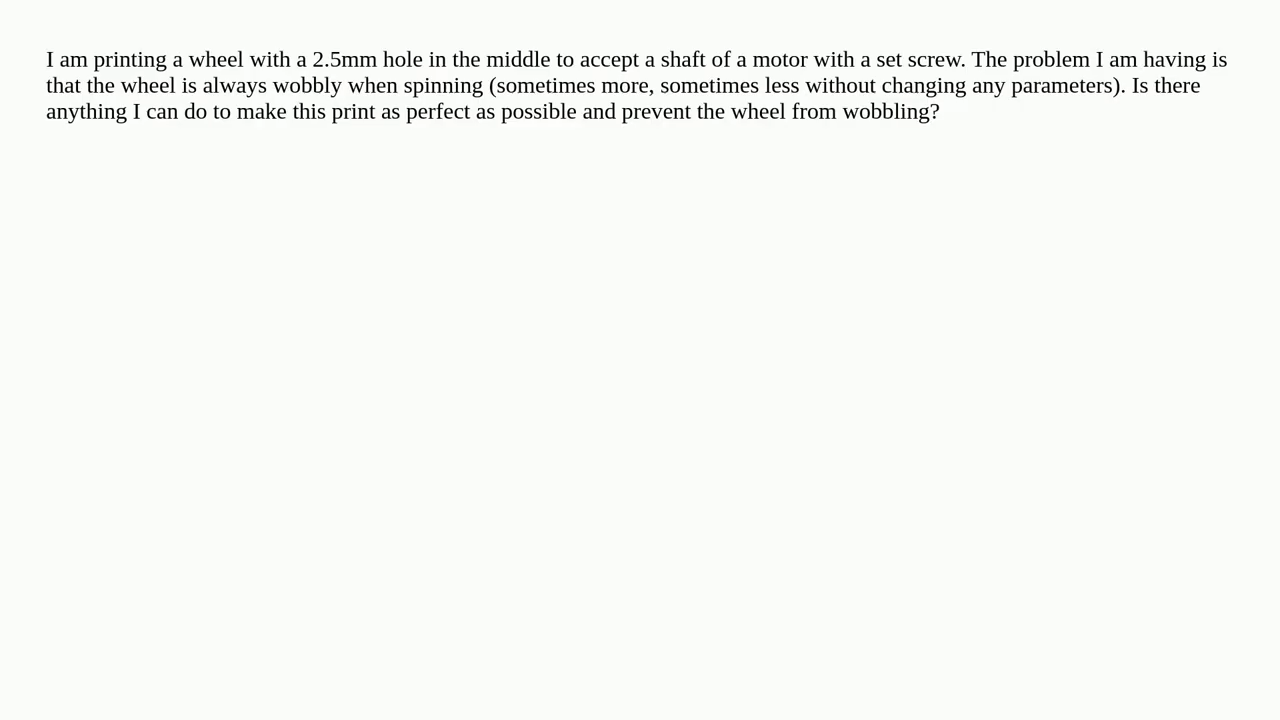 I am printing a wheel with a 2.5mm hole in the middle to accept a shaft of a motor with a set screw. The problem I am having is
that the wheel is always wobbly when spinning (sometimes more, sometimes less without changing any parameters). Is there
anything I can do to make this print as perfect as possible and prevent the wheel from wobbling?